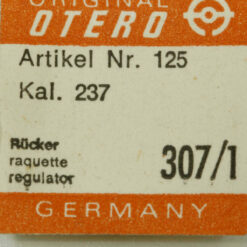 ORIGINAL
OTERO
Artikel Nr. 125
Kal. 237
Rücker
raquette
regulator
307/1
GERMANY